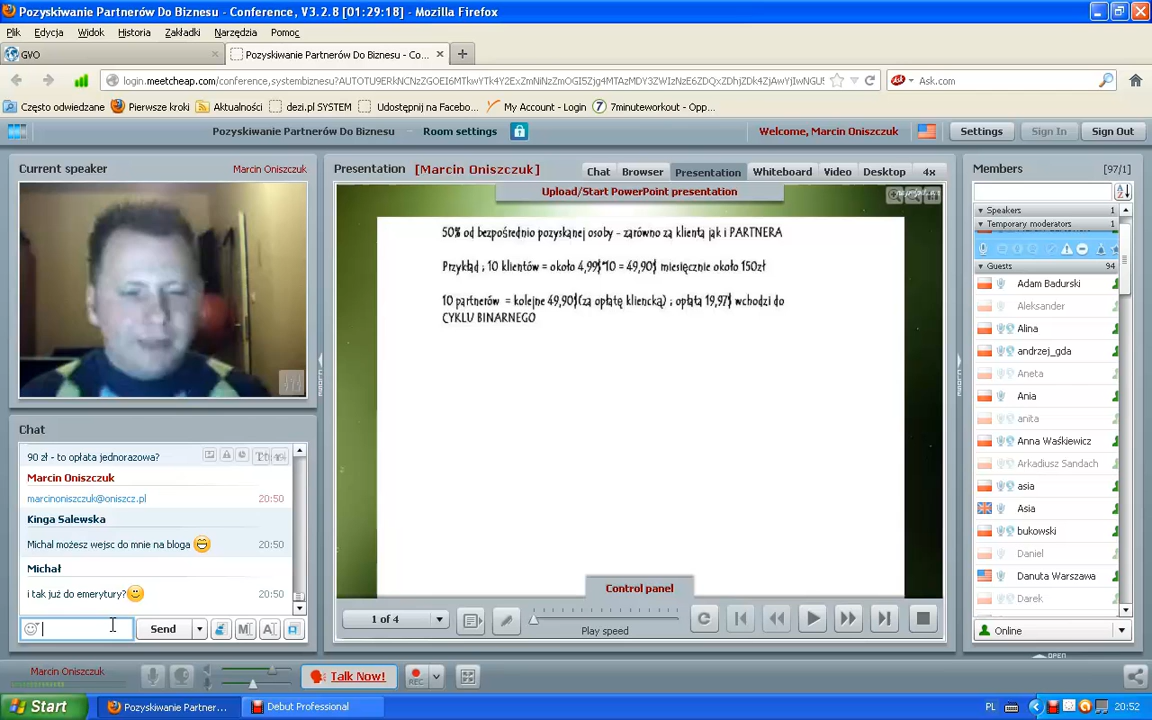 Pozyskiwanie Partnerów Do Biznesu - Conference, V3.2.8 [01:29:18] - Mozilla Firefox
Plik Edycja Widok Historia Zakładki Narzędzia Pomoc
GVO
Pozyskiwanie Partnerów Do Biznesu - Co...
Ask.com
Często odwiedzane Pierwsze kroki Aktualności dezi.pl SYSTEM Udostępnij na Facebo... My Account - Login 7minuteworkout - Opp...
Pozyskiwanie Partnerów Do Biznesu Room settings Welcome, Marcin Oniszczuk Settings Sign In Sign Out
Current speaker Marcin Oniszczuk
Presentation [Marcin Oniszczuk] Chat Browser Presentation Whiteboard Video Desktop 4x
Upload/Start PowerPoint presentation
50% od bezpośrednio pozyskanej osoby - zarówno za klienta jak i PARTNERA
Przykład ; 10 klientów = około 4,99$*10 = 49,90$ miesięcznie około 150zł
10 partnerów = kolejne 49,90$(za opłatę kliencką) ; opłata 19,97$ wchodzi do
CYKLU BINARNEGO
Control panel
1 of 4
Play speed
Members [97/1]
Speakers 1
Temporary moderators 1
Guests 94
Adam Badurski
Aleksander
Alina
andrzej_gda
Aneta
Ania
anita
Anna Waśkiewicz
Arkadiusz Sandach
asia
Asia
bukowski
Daniel
Danuta Warszawa
Darek
Online
OPEN
Chat
90 zł - to opłata jednorazowa?
Marcin Oniszczuk
marcinoniszczuk@oniszcz.pl 20:50
Kinga Salewska
Michal możesz wejsc do mnie na bloga 20:50
Michał
i tak już do emerytury? 20:50
Send
Marcin Oniszczuk
Talk Now!
REC
Start Pozyskiwanie Partner... Debut Professional PL 20:52